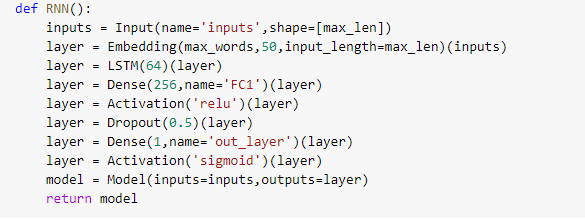 def RNN():
    inputs = Input(name='inputs',shape=[max_len])
    layer = Embedding(max_words,50,input_length=max_len)(inputs)
    layer = LSTM(64)(layer)
    layer = Dense(256,name='FC1')(layer)
    layer = Activation('relu')(layer)
    layer = Dropout(0.5)(layer)
    layer = Dense(1,name='out_layer')(layer)
    layer = Activation('sigmoid')(layer)
    model = Model(inputs=inputs,outputs=layer)
    return model